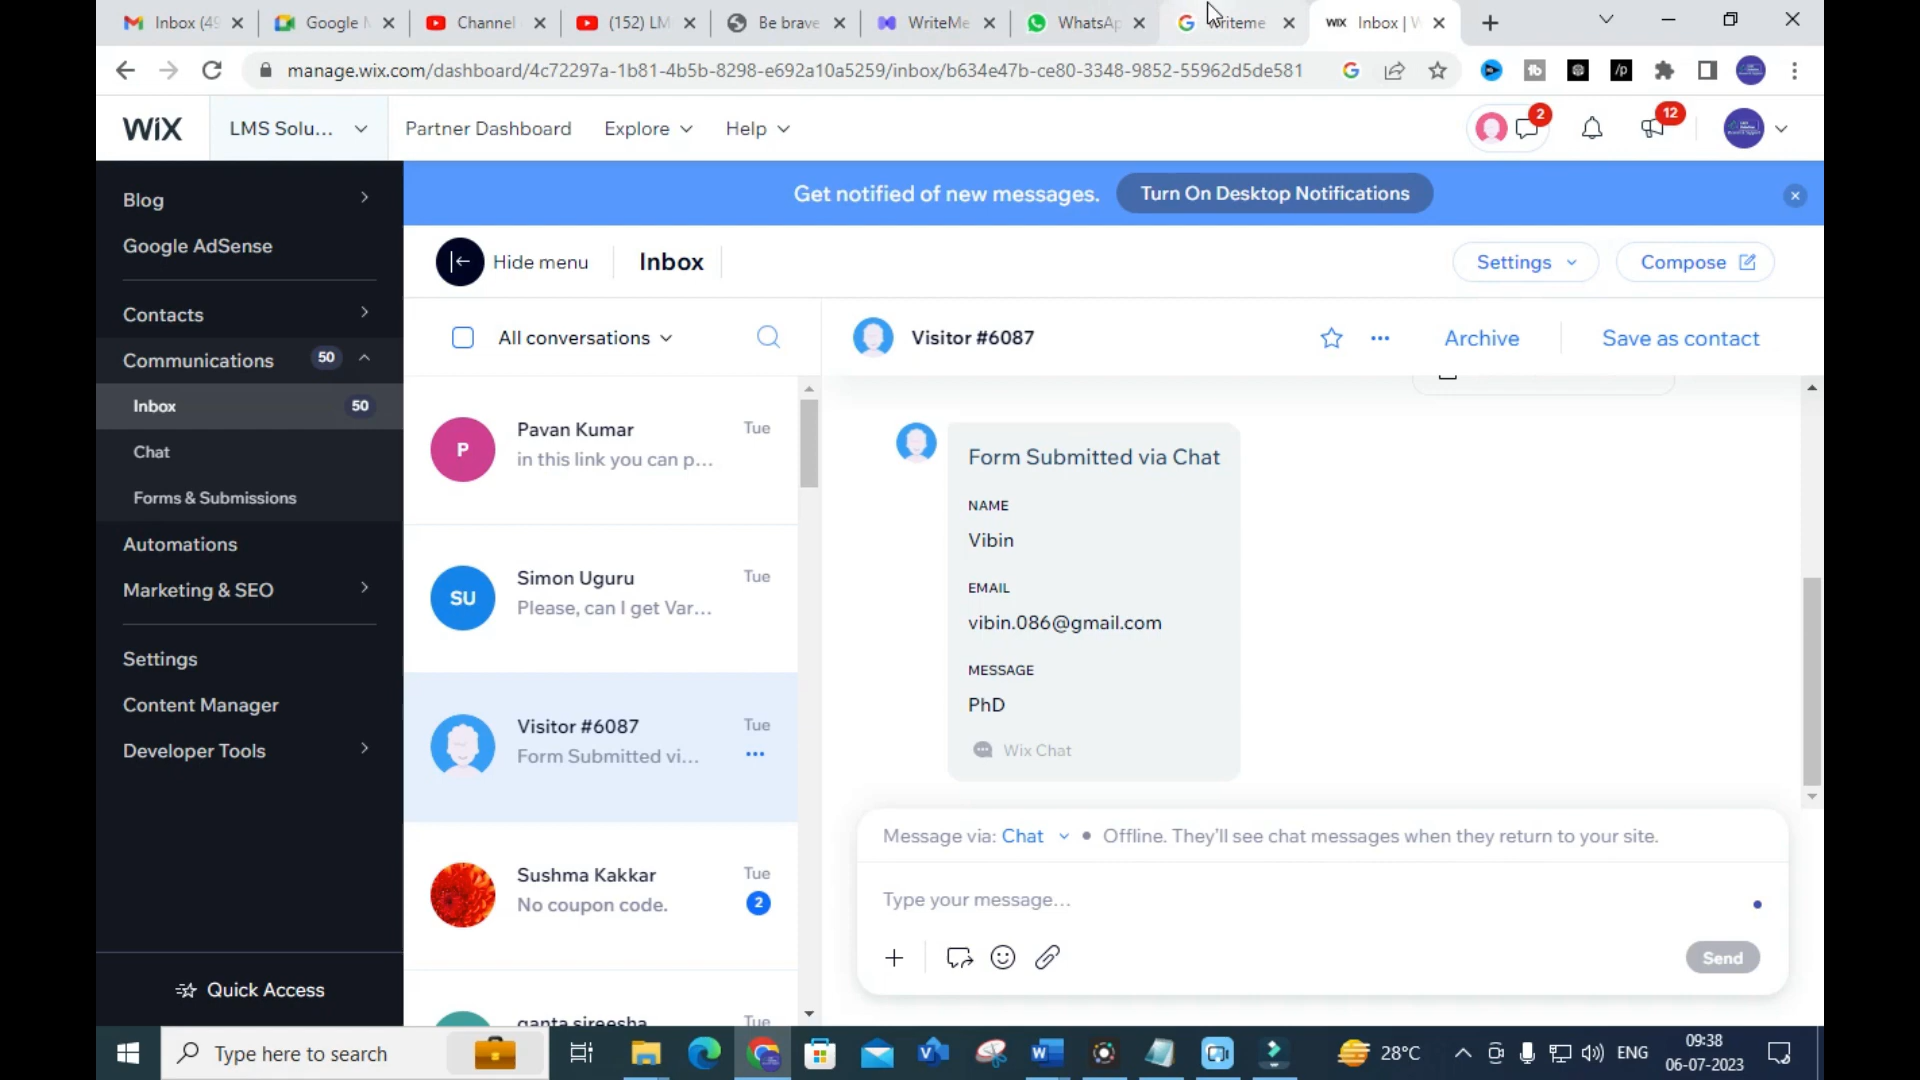 Inbox (49
Google M
Channel
(152) LM
Be brave
WriteMe
WhatsAp
writeme
WIX Inbox | W
manage.wix.com/dashboard/4c72297a-1b81-4b5b-8298-e692a10a5259/inbox/b634e47b-ce80-3348-9852-55962d5de581
WiX
LMS Solu...
Partner Dashboard
Explore
Help
2
12
Blog
Google AdSense
Contacts
Communications 50
Inbox 50
Chat
Forms & Submissions
Automations
Marketing & SEO
Settings
Content Manager
Developer Tools
Quick Access
Get notified of new messages.
Turn On Desktop Notifications
Hide menu
Inbox
Settings
Compose
All conversations
Pavan Kumar Tue
in this link you can p...
SU
Simon Uguru Tue
Please, can I get Var...
Visitor #6087 Tue
Form Submitted vi...
Sushma Kakkar Tue
No coupon code. 2
ganta sireesha Tue
P
Visitor #6087
Archive
Save as contact
Form Submitted via Chat
NAME
Vibin
EMAIL
vibin.086@gmail.com
MESSAGE
PhD
Wix Chat
Message via: Chat • Offline. They'll see chat messages when they return to your site.
Type your message...
Send
Type here to search
28°C
ENG
09:38
06-07-2023